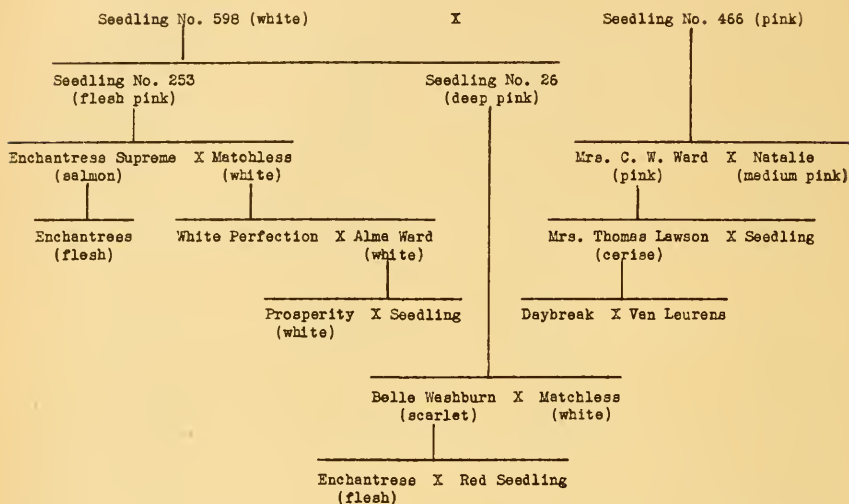 Seedling No. 598 (white) X Seedling No. 466 (pink)
Seedling No. 253 Seedling No. 26
(flesh pink) (deep pink)
Enchantress Supreme X Matchless Mrs. C. W. Ward X Natalie
(salmon) (white) (pink) (medium pink)
Enchantrees White Perfection X Alma Ward Mrs. Thomas Lawson X Seedling
(flesh) (white) (cerise)
Prosperity X Seedling Daybreak X Van Leurens
(white)
Belle Washburn X Matchless
(scarlet) (white)
Enchantrese X Red Seedling
(flesh)